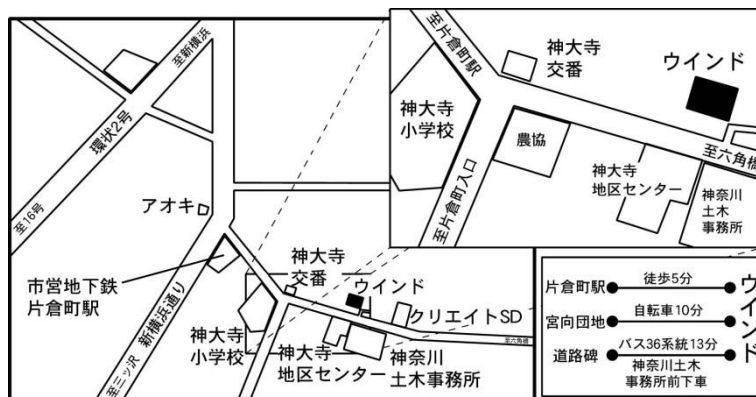 至新横浜
環状2号
至16号
アオキ
市営地下鉄
片倉町駅
新横浜通り
至三ッ沢
神大寺
交番
ウインド
クリエイトSD
至六角橋
神大寺
小学校
神大寺
地区センター
神奈川
土木事務所
至片倉町駅
神大寺
交番
ウインド
神大寺
小学校
農協
至六角橋
神大寺
地区センター
神奈川
土木
事務所
至片倉町入口
片倉町駅
徒歩5分
宮向団地
自転車10分
道路碑
バス36系統13分
神奈川土木
事務所前下車
ウインド